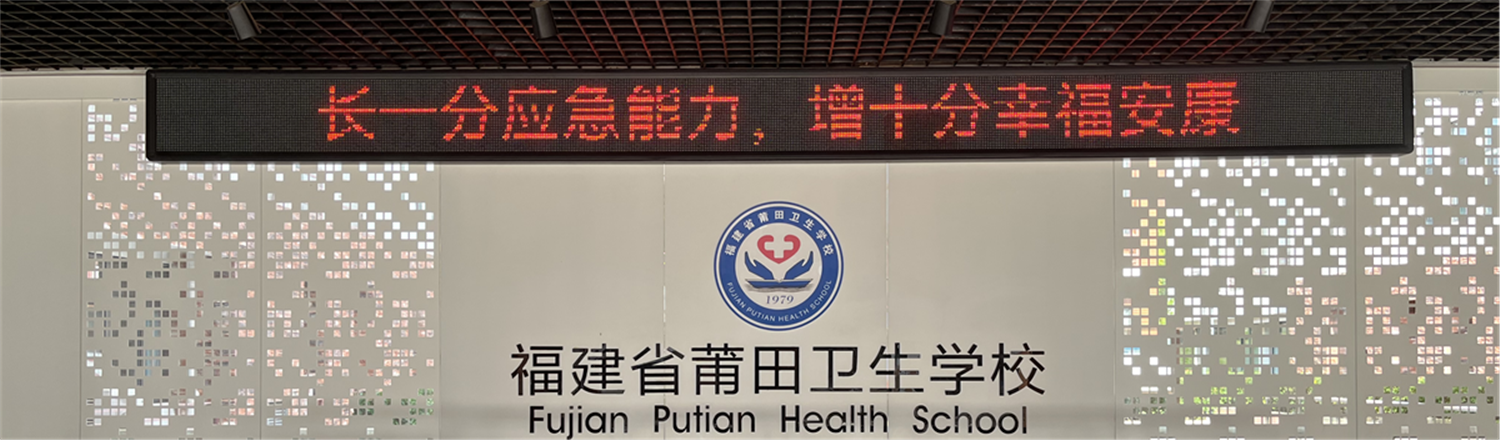 长一分应急能力，增十分幸福安康
福建省莆田卫生学校
1979
FUJIAN PUTIAN HEALTH SCHOOL
福建省莆田卫生学校
Fujian Putian Health School